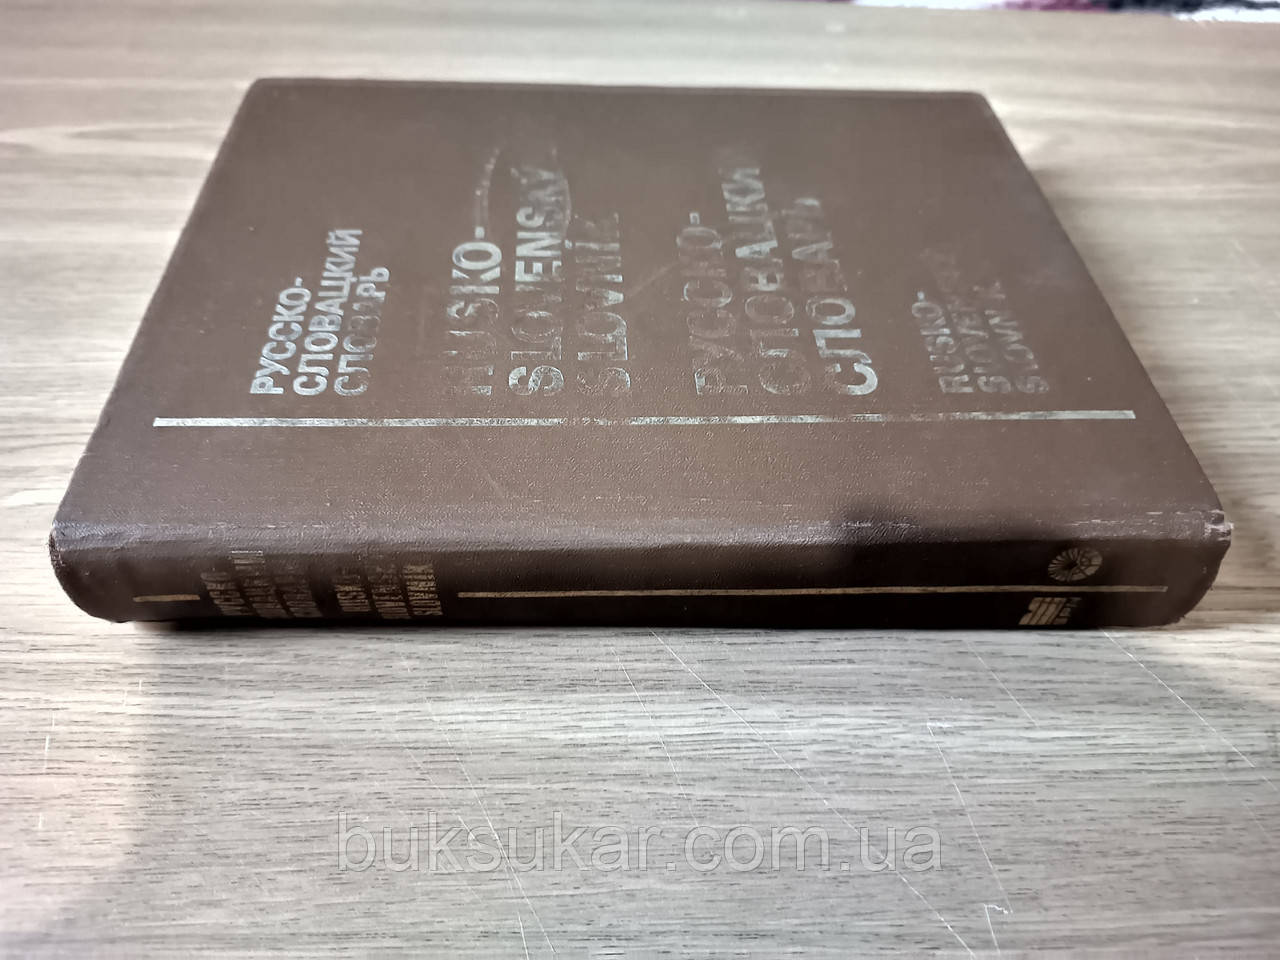 РУССКО-
СЛОВАЦКИЙ
СЛОВАРЬ
RUSKO-
SLOVENSKÝ
SLOVNÍK
РУССКО-
СЛОВАЦКИЙ
СЛОВАРЬ
RUSKO-
SLOVENSKÝ
SLOVNÍK
buksukar.com.ua